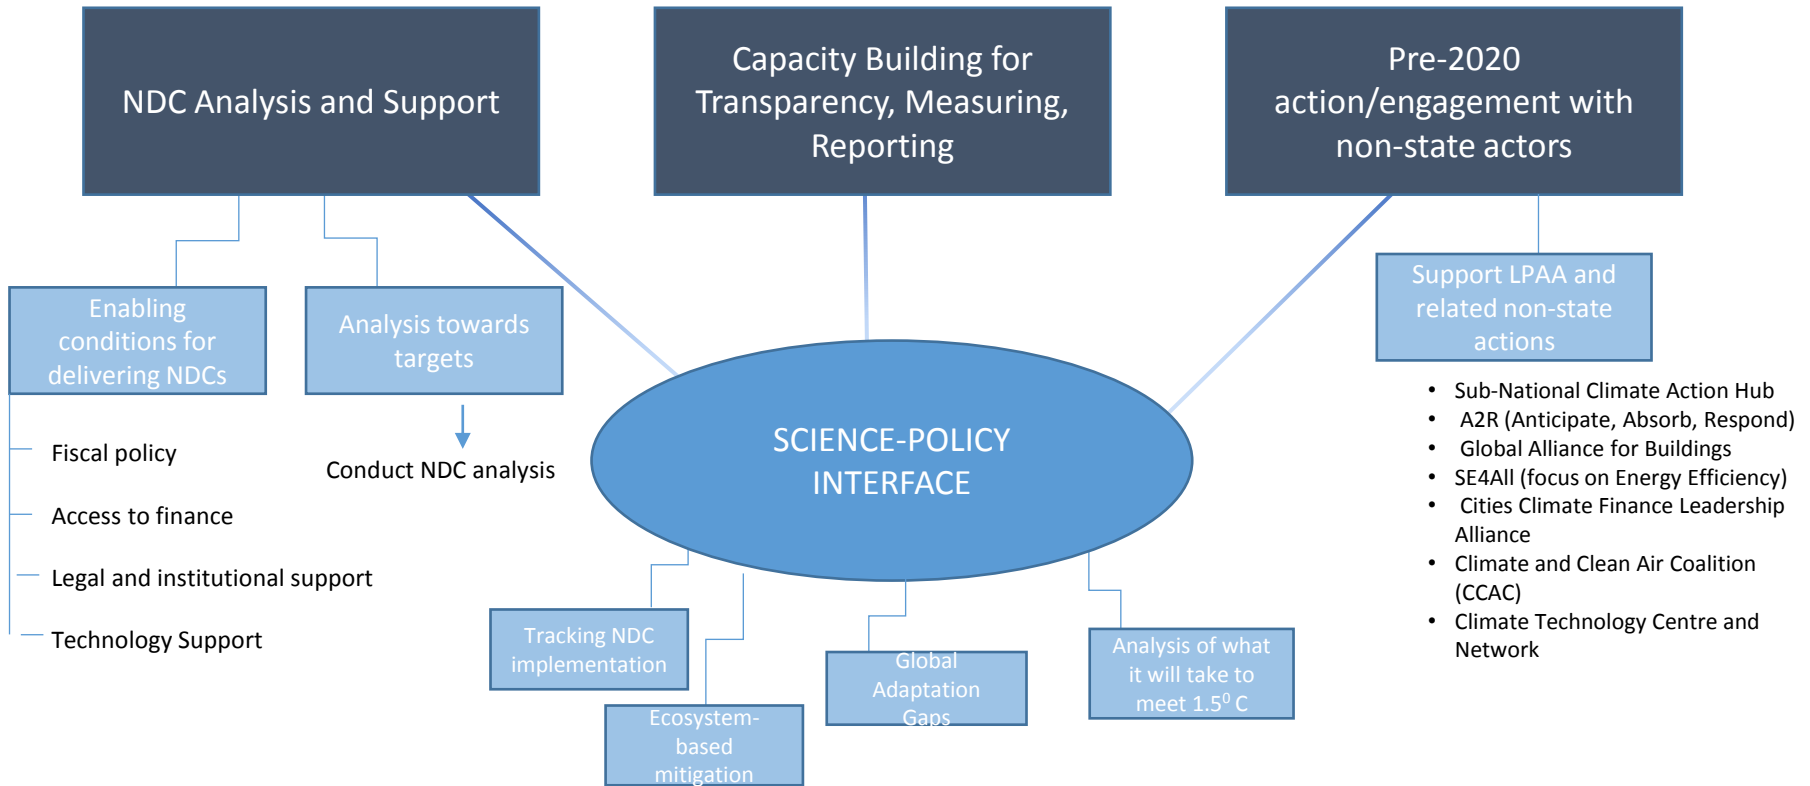 NDC Analysis and Support
Capacity Building for
Transparency, Measuring,
Reporting
Pre-2020
action/engagement with
non-state actors
Enabling
conditions for
delivering NDCs
Analysis towards
targets
Support LPAA and
related non-state
actions
Fiscal policy
Access to finance
Legal and institutional support
Technology Support
Conduct NDC analysis
SCIENCE-POLICY
INTERFACE
• Sub-National Climate Action Hub
• A2R (Anticipate, Absorb, Respond)
• Global Alliance for Buildings
• SE4All (focus on Energy Efficiency)
• Cities Climate Finance Leadership
Alliance
• Climate and Clean Air Coalition
(CCAC)
• Climate Technology Centre and
Network
Tracking NDC
implementation
Ecosystem-
based
mitigation
Global
Adaptation
Gaps
Analysis of what
it will take to
meet 1.5⁰ C